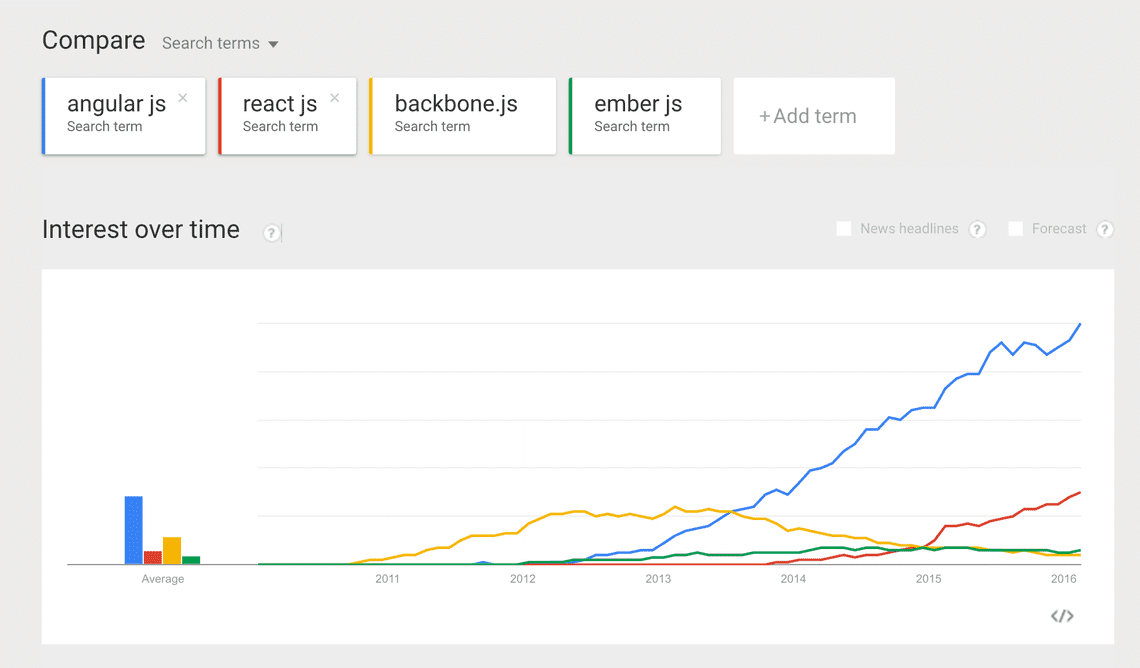 Compare Search terms
angular js × react js × backbone.js ember js
Search term Search term Search term Search term
+Add term
Interest over time ?
News headlines ? Forecast ?
Average 2011 2012 2013 2014 2015 2016
</>